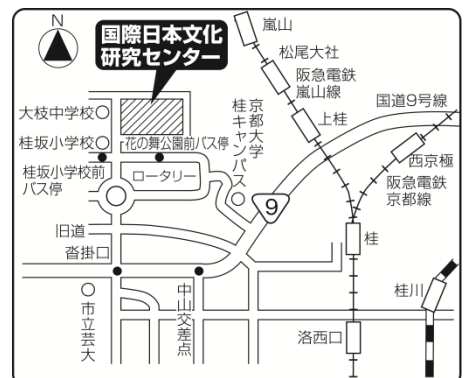 N
国際日本文化
研究センター
嵐山
松尾大社
阪急電鉄
嵐山線
上桂
国道9号線
大枝中学校
桂坂小学校
花の舞公園前バス停
京都大学
桂キャンパス
西京極
阪急電鉄
京都線
桂坂小学校前
バス停
ロータリー
9
旧道
沓掛口
桂
桂川
市立芸大
中山交差点
洛西口